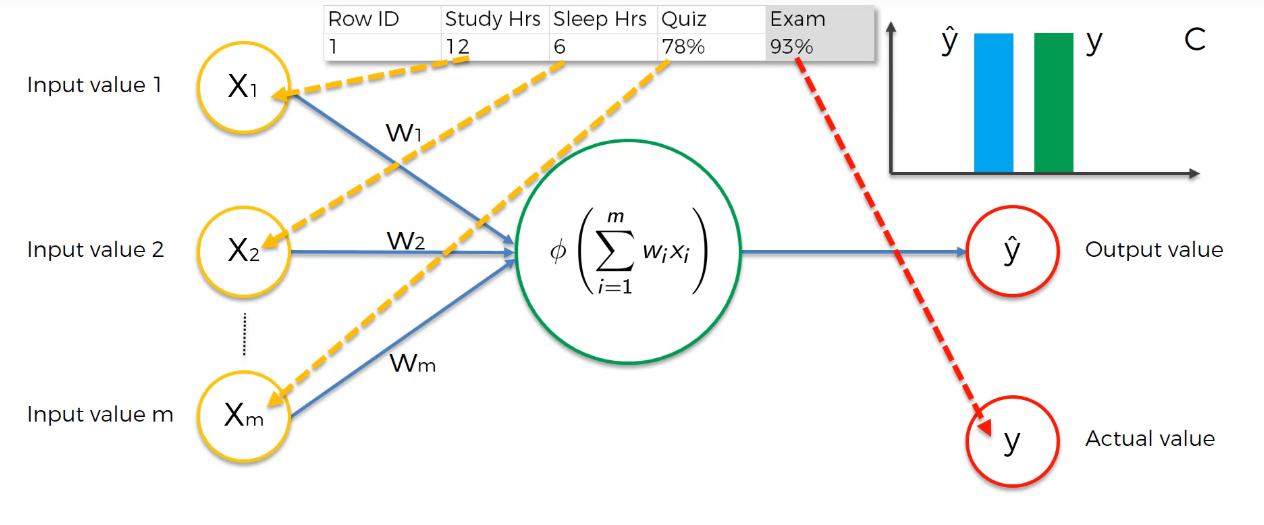 Row ID Study Hrs Sleep Hrs Quiz Exam
1 12 6 78% 93%
ŷ y C
Input value 1 X1
W1
Input value 2 X2
W2
ϕ ( m ∑ i=1 wixi )
ŷ Output value
Wm
Input value m Xm
y Actual value